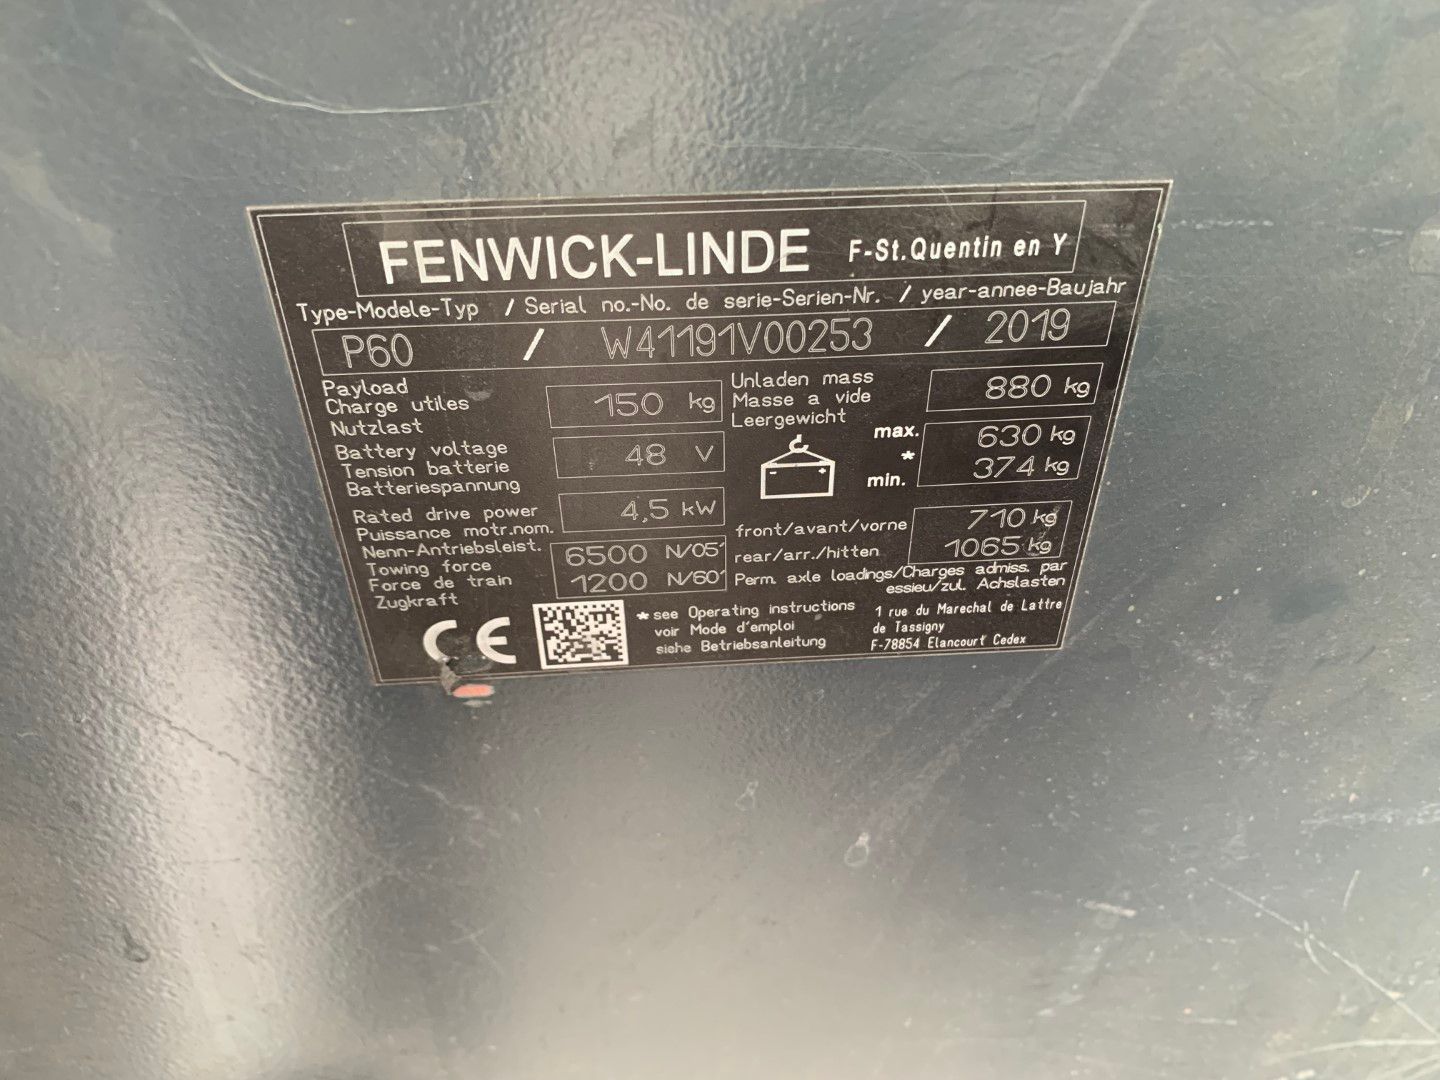 FENWICK-LINDE F-St.Quentin en Y
Type-Modele-Typ / Serial no.-No. de serie-Serien-Nr. / year-annee-Baujahr
P60 / W41191V00253 / 2019
Payload
Charge utiles
Nutzlast
150 kg
Unladen mass
Masse a vide
Leergewicht
880 kg
Battery voltage
Tension batterie
Batteriespannung
48 V
- +
max. 630 kg
*
min. 374 kg
Rated drive power
Puissance motr.nom.
Nenn-Antriebsleist.
4,5 kW
front/avant/vorne 710 kg
rear/arr./hitten 1065 kg
Towing force
Force de train
Zugkraft
6500 N/05'
1200 N/60'
Perm. axle loadings/Charges admiss. par
essieu/zul. Achslasten
CE
*see Operating instructions
voir Mode d'emploi
siehe Betriebsanleitung
1 rue du Marechal de Lattre
de Tassigny
F-78854 Elancourt Cedex